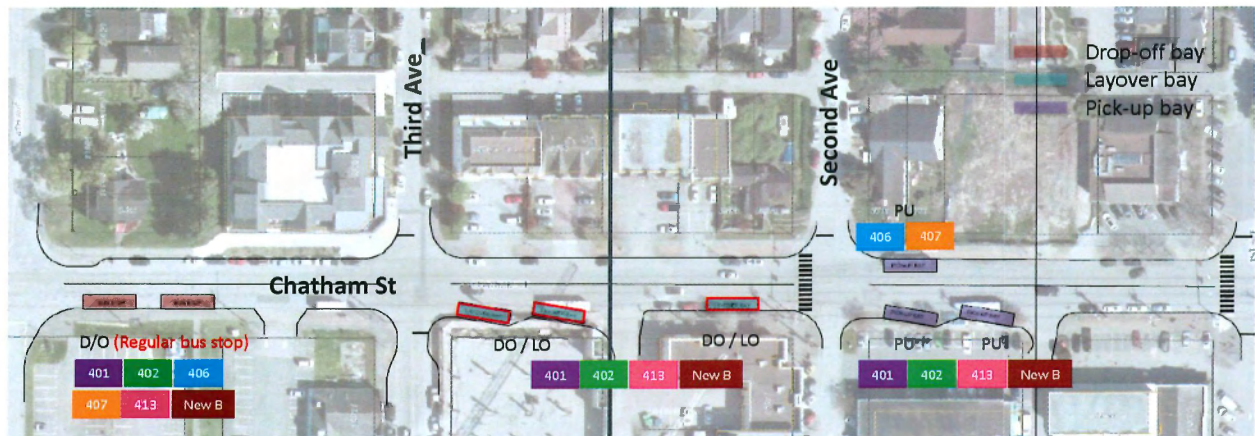 Third Ave
Second Ave
Drop-off bay
Layover bay
Pick-up bay
PU
406 407
Chatham St
D/O (Regular bus stop)
401 402 406
407 413 New B
DO / LO
DO / LO
401 402 413 New B
PU
PU
401 402 413 New B